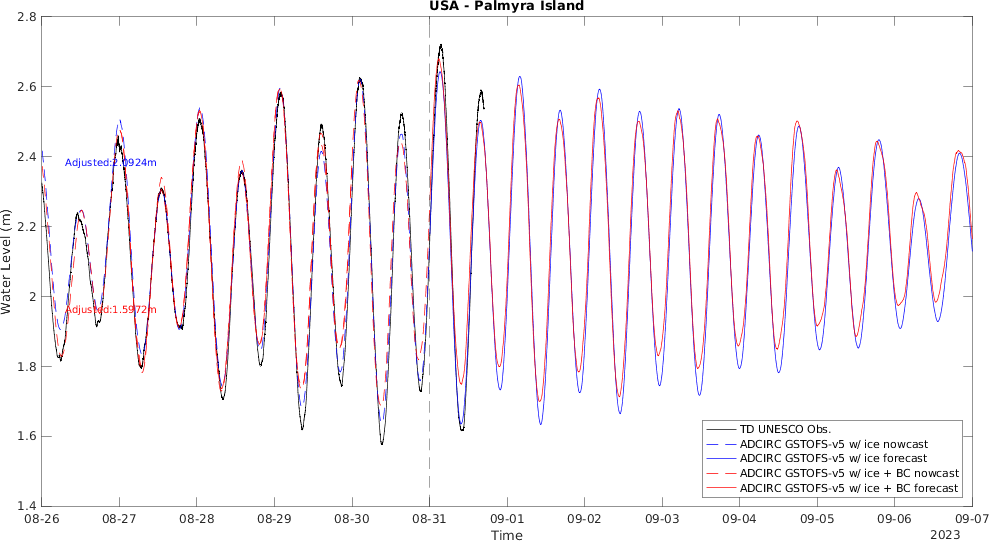 USA - Palmyra Island
2.8
2.6
2.4
2.2
2
1.8
1.6
1.4
Water Level (m)
Adjusted:2.0924m
Adjusted:1.5972m
TD UNESCO Obs.
ADCIRC GSTOFS-v5 w/ ice nowcast
ADCIRC GSTOFS-v5 w/ ice forecast
ADCIRC GSTOFS-v5 w/ ice + BC nowcast
ADCIRC GSTOFS-v5 w/ ice + BC forecast
08-26 08-27 08-28 08-29 08-30 08-31 09-01 09-02 09-03 09-04 09-05 09-06 09-07
Time
2023